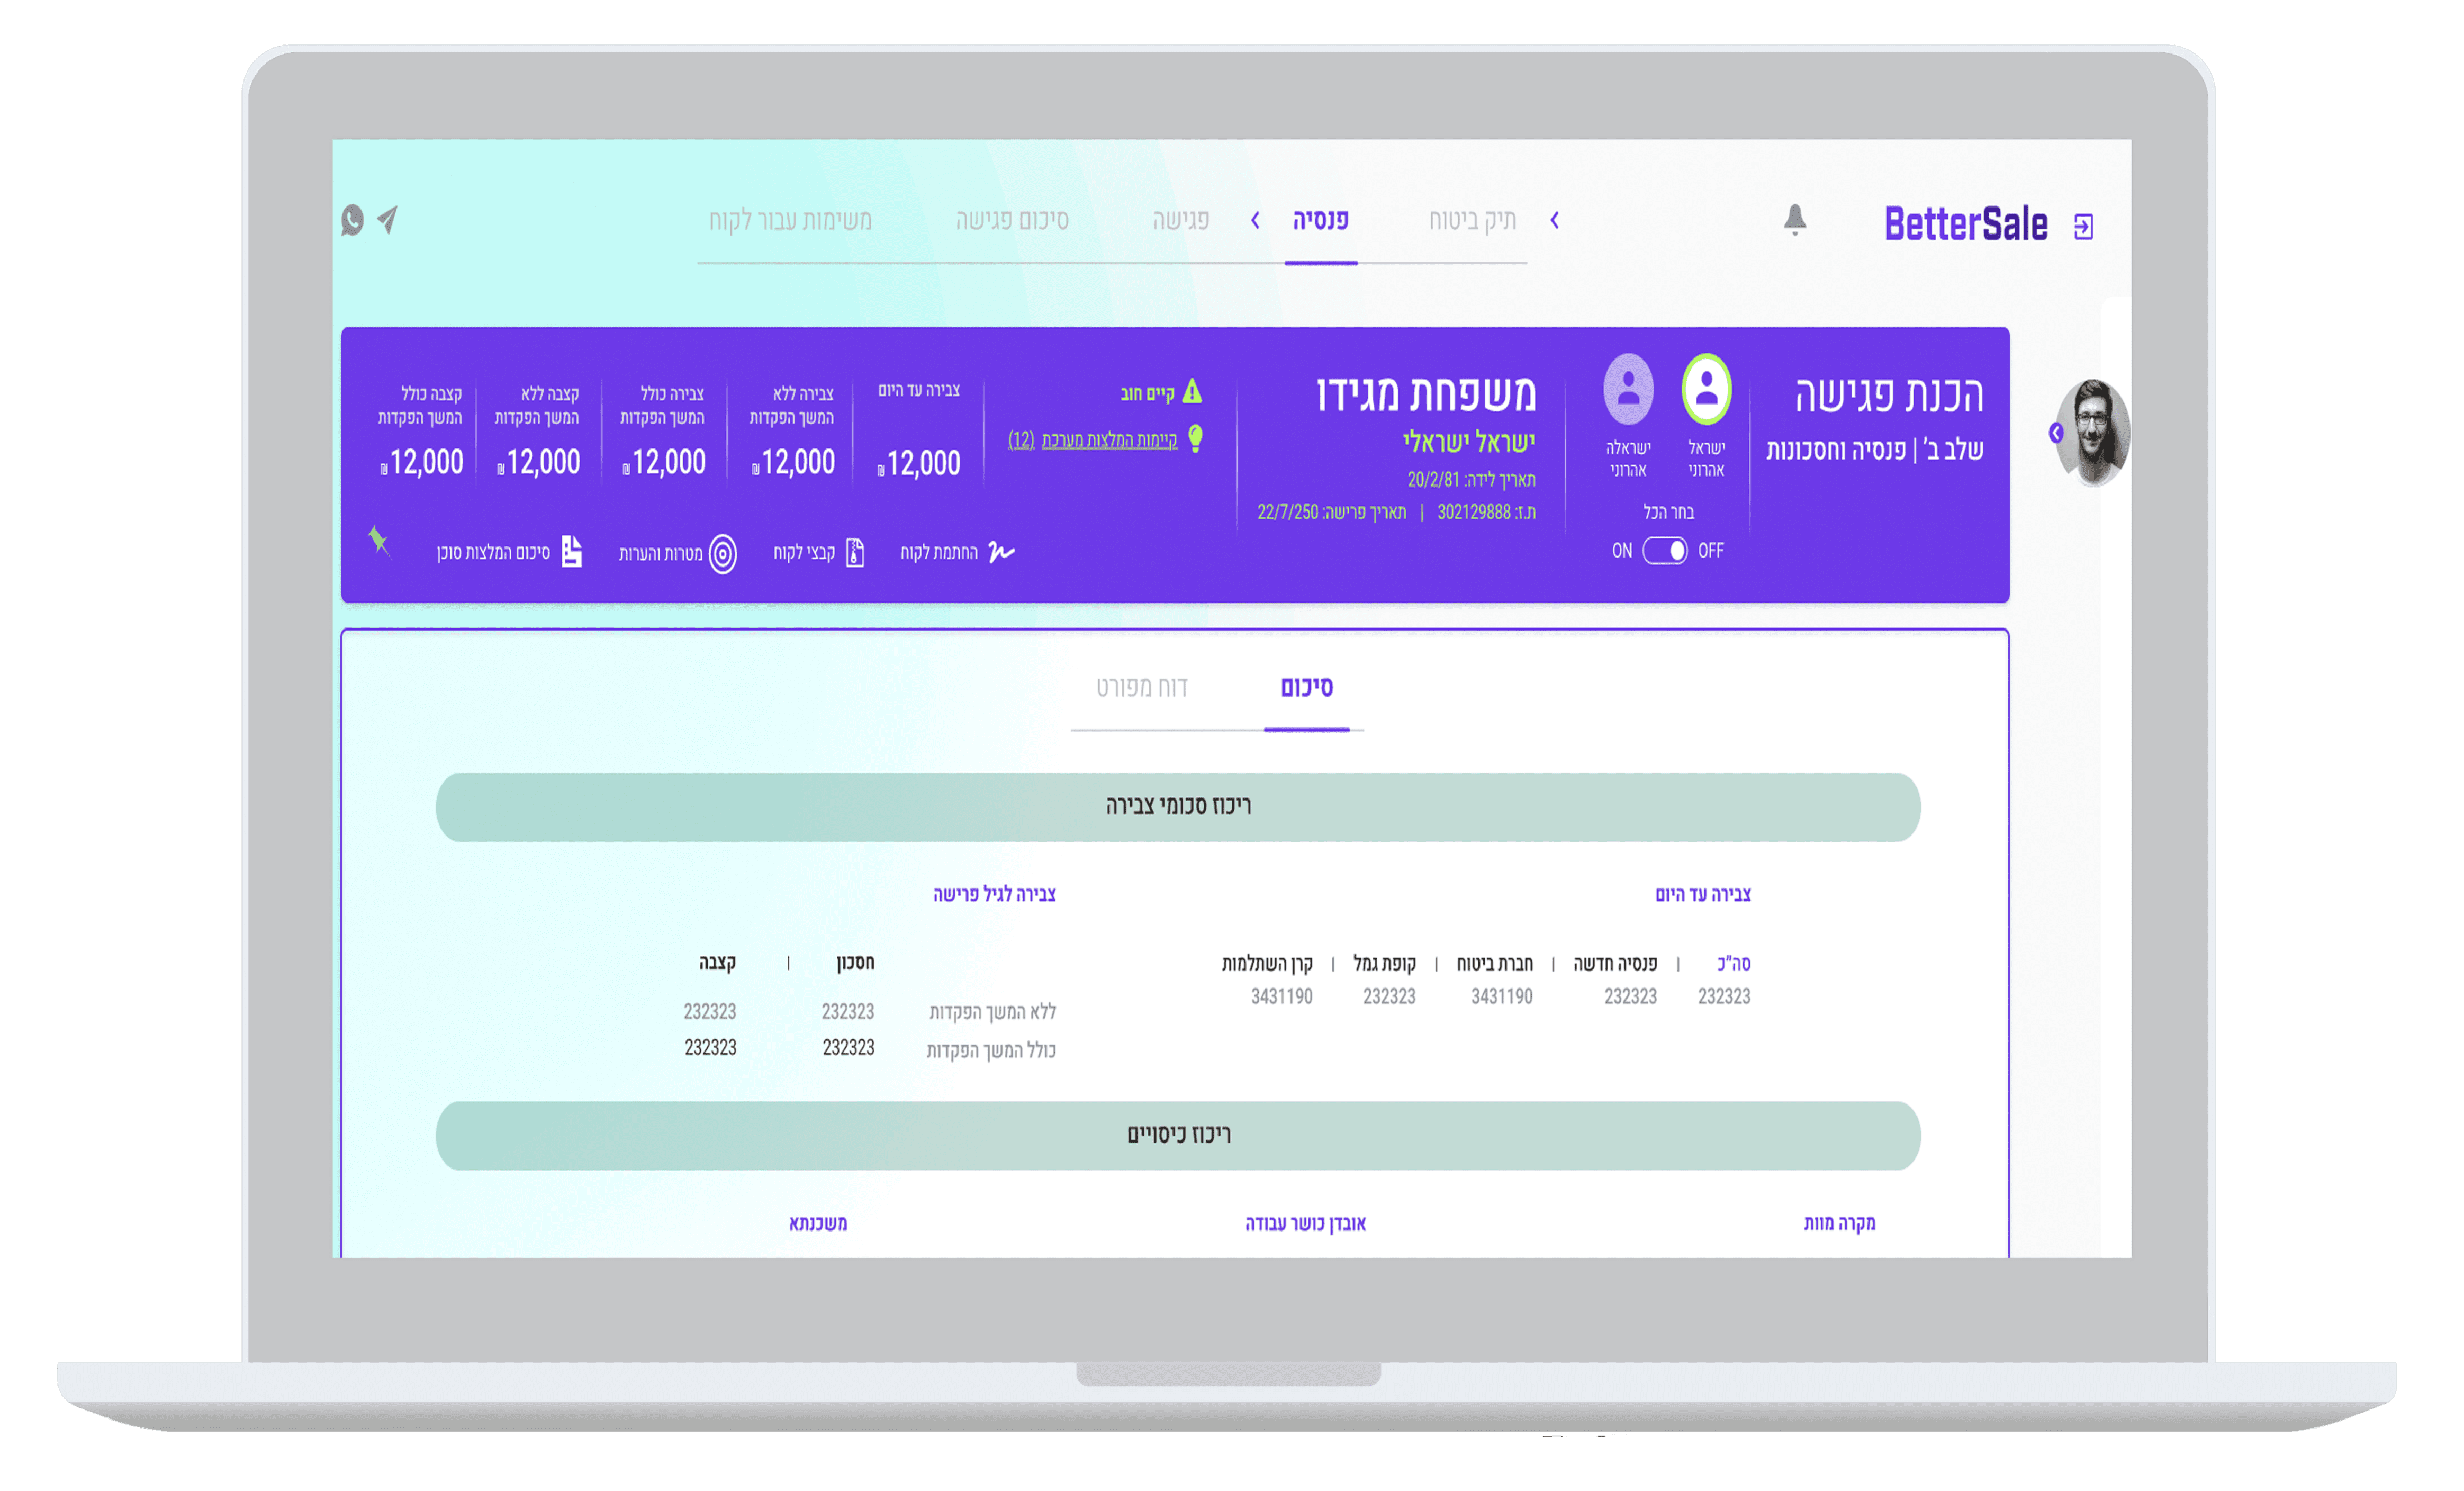 BetterSale
תיק ביטוח
פנסיה
פגישה
סיכום פגישה
משימות עבור לקוח
הכנת פגישה
שלב ב’ | פנסיה וחסכונות
ישראל
אהרוני
ישראלה
אהרוני
בחר הכל
OFF ON
משפחת מגידו
ישראל ישראלי
תאריך לידה: 20/2/81
ת.ז: 302129888 | תאריך פרישה: 22/7/250
קיים חוב
קיימות המלצות מערכת (12)
צבירה עד היום
12,000 ₪
צבירה ללא
המשך הפקדות
12,000 ₪
צבירה כולל
המשך הפקדות
12,000 ₪
קצבה ללא
המשך הפקדות
12,000 ₪
קצבה כולל
המשך הפקדות
12,000 ₪
החתמת לקוח
קבצי לקוח
מטרות והערות
סיכום המלצות סוכן
סיכום
דוח מפורט
ריכוז סכומי צבירה
צבירה עד היום
סה"כ | פנסיה חדשה | חברת ביטוח | קופת גמל | קרן השתלמות
232323 232323 3431190 232323 3431190
צבירה לגיל פרישה
חסכון | קצבה
ללא המשך הפקדות 232323 232323
כולל המשך הפקדות 232323 232323
ריכוז כיסויים
מקרה מוות
אובדן כושר עבודה
משכנתא